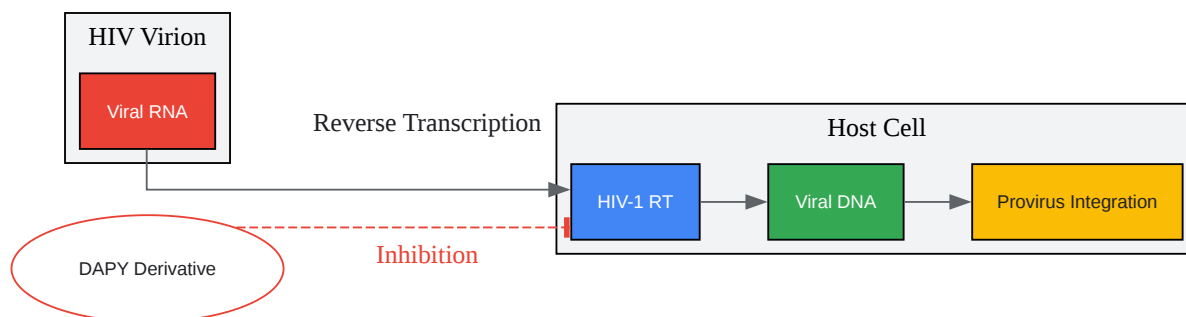 HIV Virion
Viral RNA
Reverse Transcription
Host Cell
HIV-1 RT
Viral DNA
Provirus Integration
Inhibition
DAPY Derivative